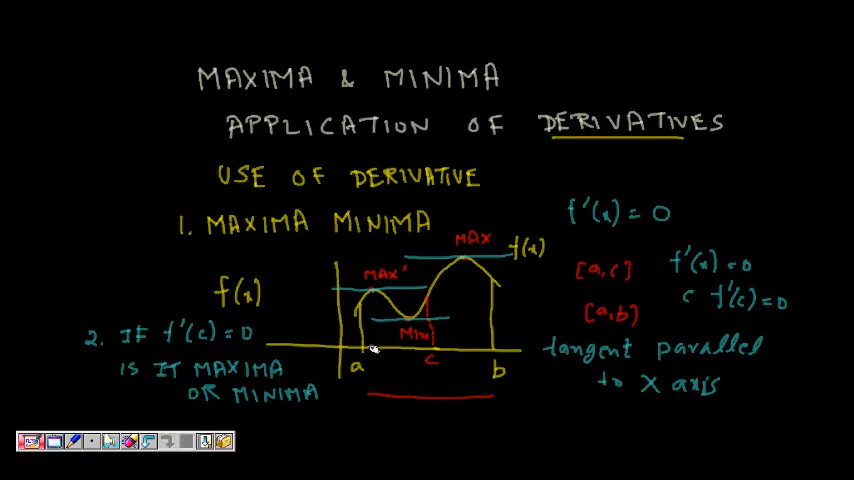 MAXIMA & MINIMA
APPLICATION OF DERIVATIVES
USE OF DERIVATIVE
1. MAXIMA MINIMA
f'(x) = 0
MAX
f(x)
MAX'
[a,c]
f'(x) = 0
f(x)
c f'(c) = 0
[a,b]
2. IF f'(c) = 0
MIN
tangent parallel
IS IT MAXIMA
a
c
b
to X axis
OR MINIMA